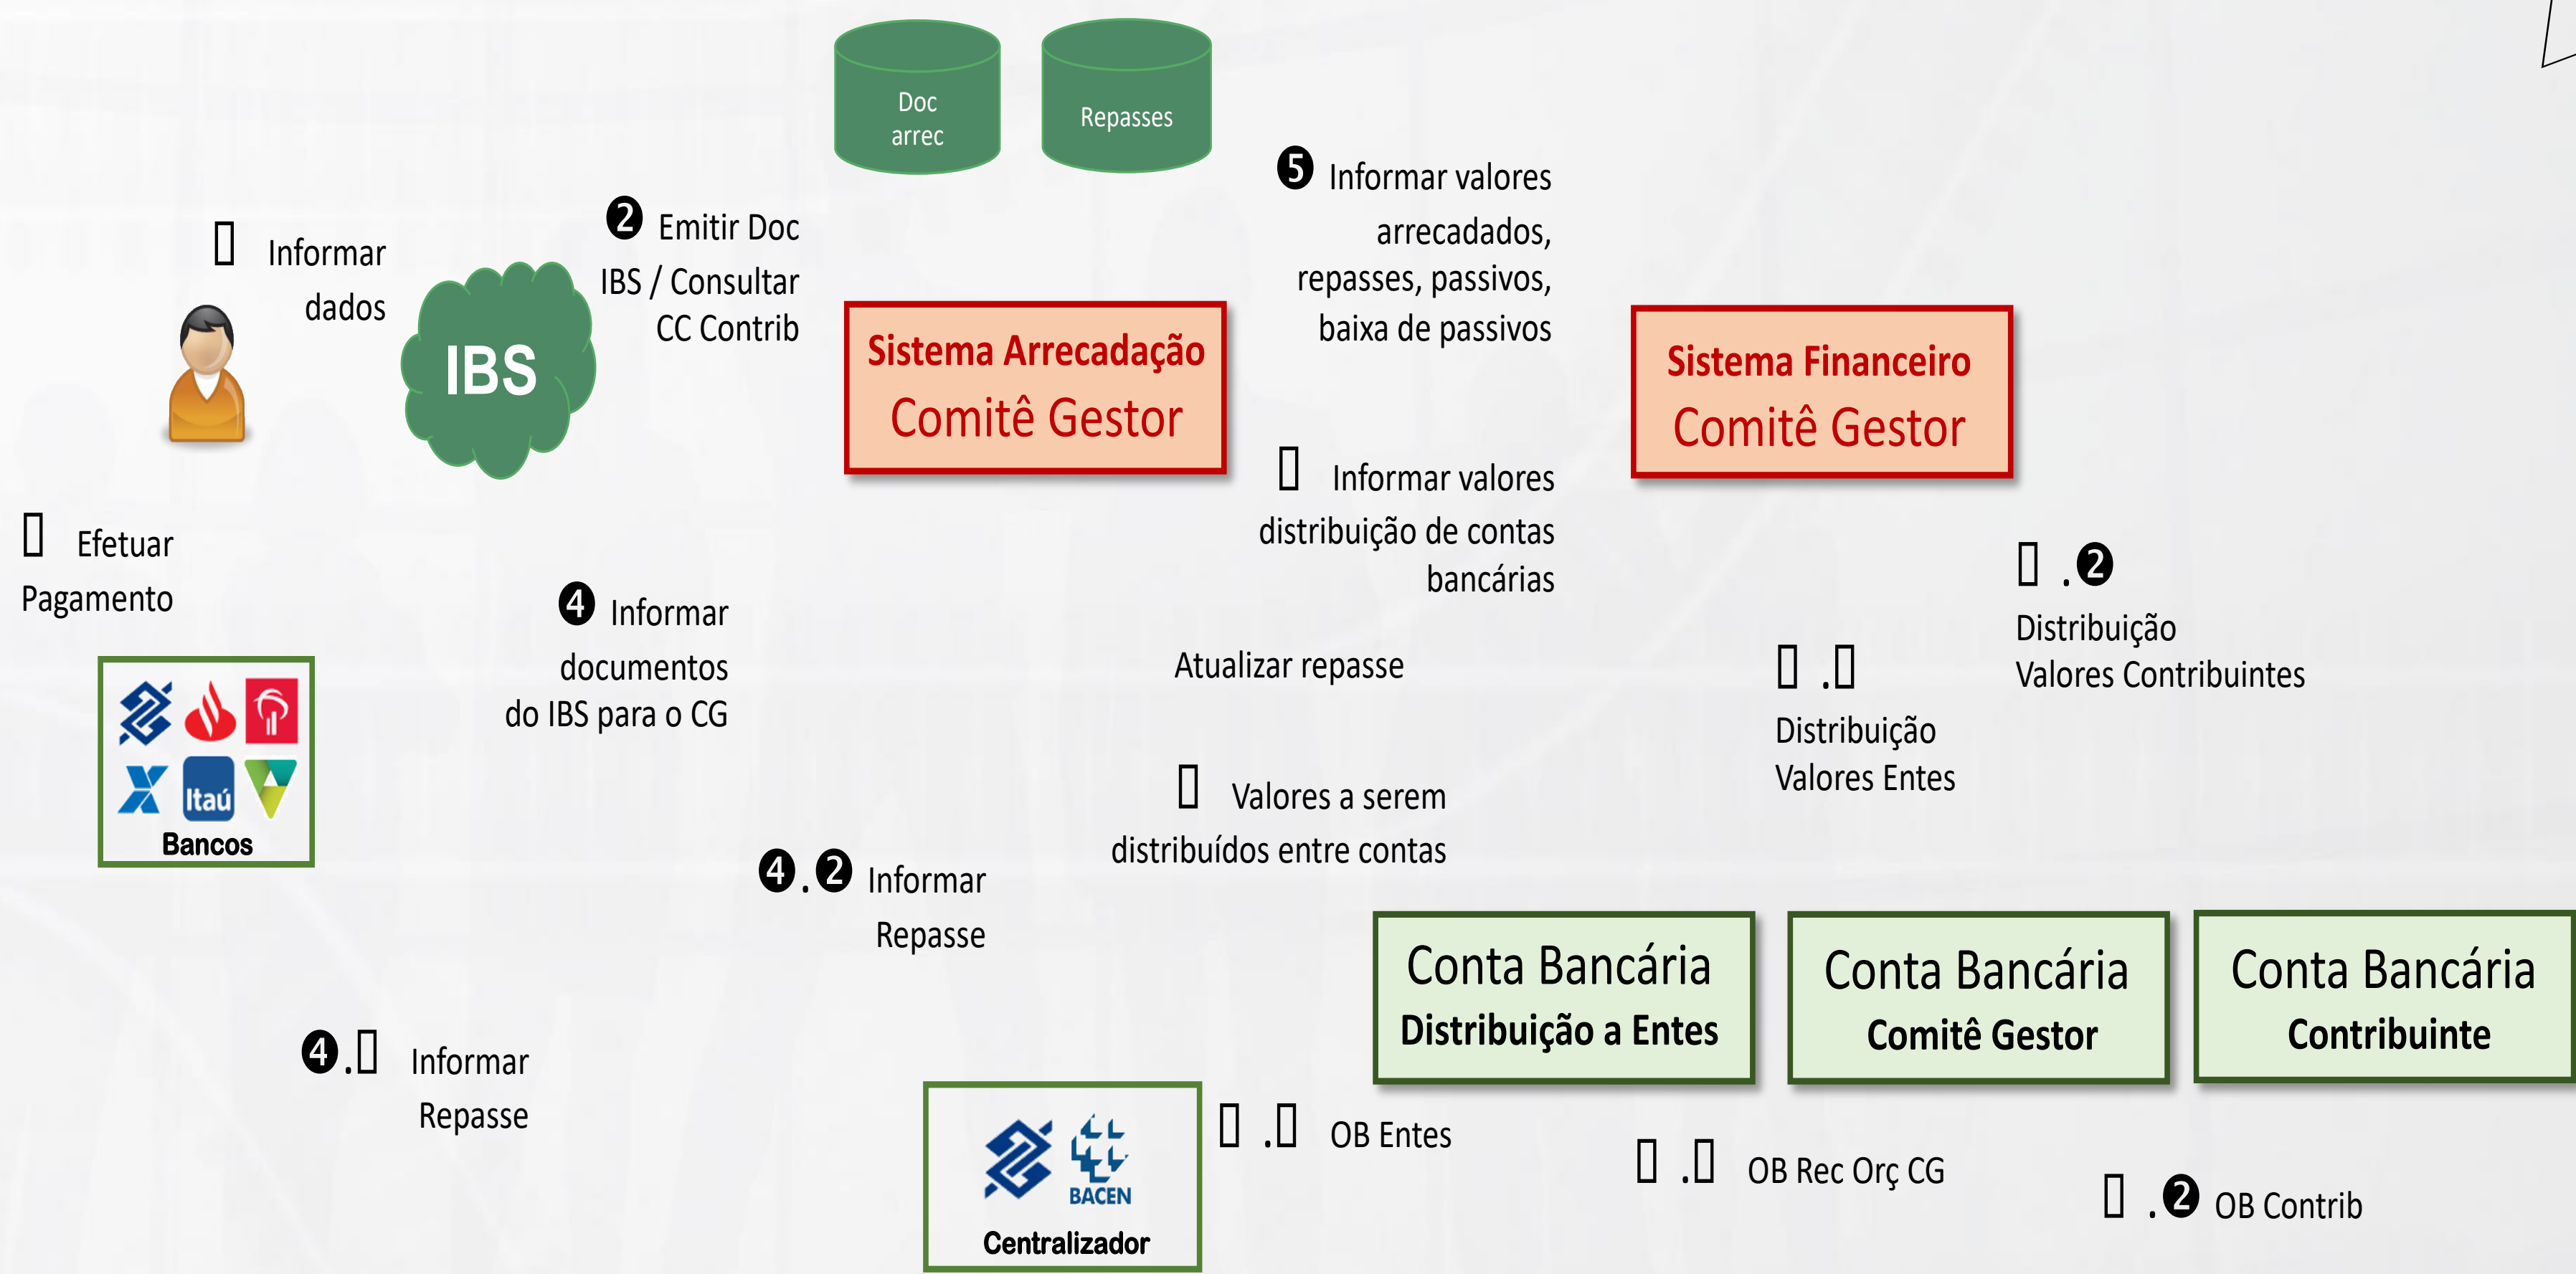 Doc
arrec
Repasses
❺ Informar valores
arrecadados,
repasses, passivos,
baixa de passivos
❷ Emitir Doc
IBS / Consultar
CC Contrib
Informar
dados
IBS
Sistema Arrecadação
Comitê Gestor
Sistema Financeiro
Comitê Gestor
Informar valores
distribuição de contas
bancárias
Efetuar
Pagamento
❹ Informar
documentos
do IBS para o CG
.❷
Distribuição
Valores Contribuintes
Atualizar repasse
.
Distribuição
Valores Entes
Itaú
Bancos
Valores a serem
distribuídos entre contas
❹.❷ Informar
Repasse
Conta Bancária
Distribuição a Entes
Conta Bancária
Comitê Gestor
Conta Bancária
Contribuinte
❹. Informar
Repasse
BACEN
Centralizador
. OB Entes
. OB Rec Orç CG
.❷ OB Contrib